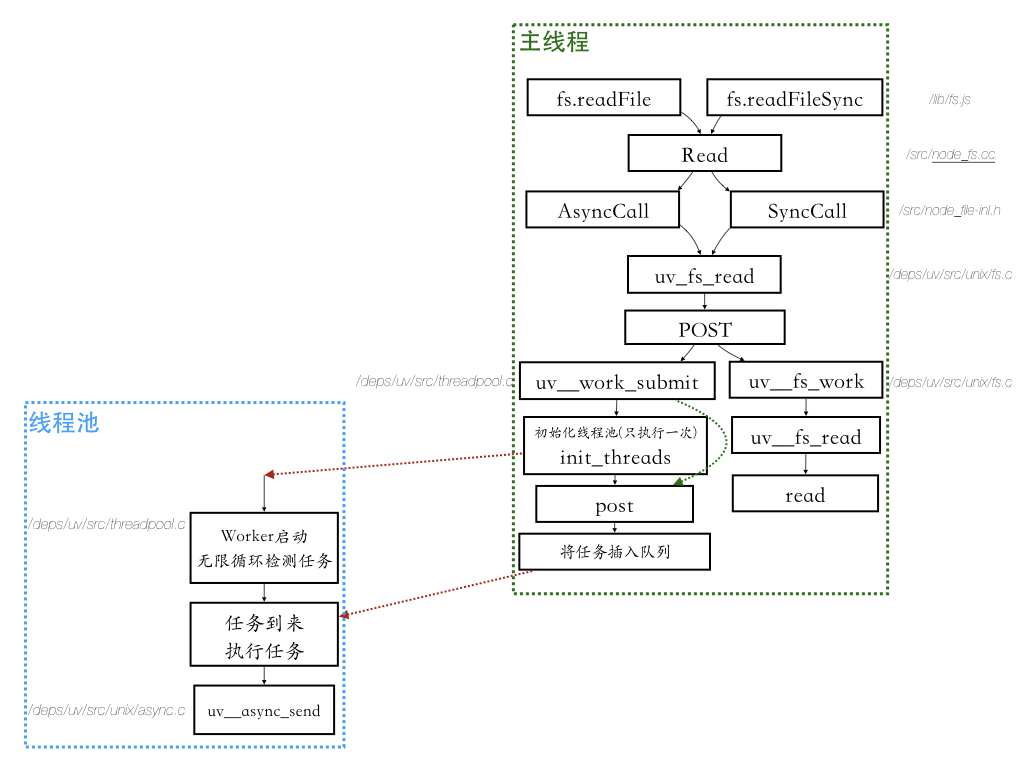 主线程
fs.readFile
fs.readFileSync
/lib/fs.js
Read
/src/node_fs.cc
AsyncCall
SyncCall
/src/node_file-inl.h
uv_fs_read
/deps/uv/src/unix/fs.c
POST
/deps/uv/src/threadpool.c
uv__work_submit
uv__fs_work
/deps/uv/src/unix/fs.c
线程池
初始化线程池(只执行一次)
init_threads
uv__fs_read
post
read
/deps/uv/src/threadpool.c
Worker启动
无限循环检测任务
将任务插入队列
任务到来
执行任务
/deps/uv/src/unix/async.c
uv__async_send